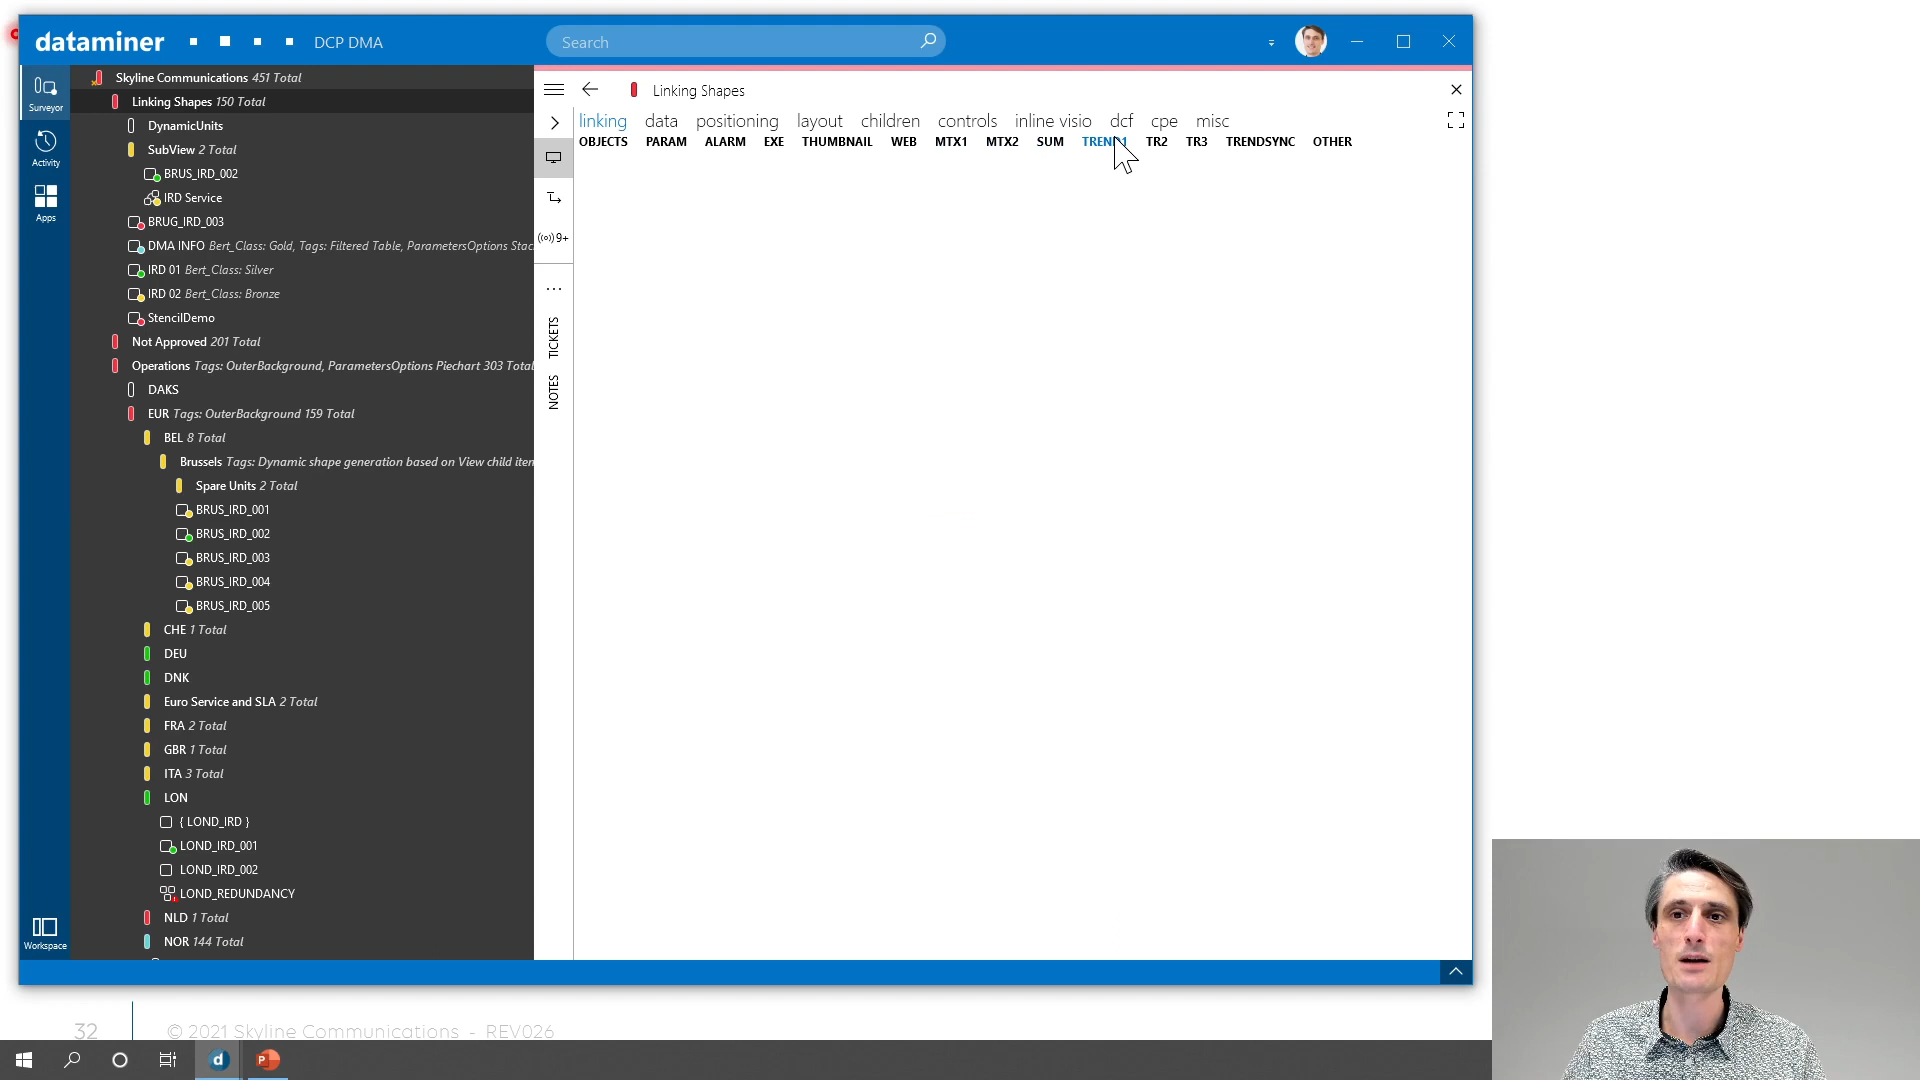 dataminer
DCP DMA
Search
Surveyor
Activity
Apps
Workspace
Skyline Communications 451 Total
Linking Shapes 150 Total
DynamicUnits
SubView 2 Total
BRUS_IRD_002
IRD Service
BRUG_IRD_003
DMA INFO Bert_Class: Gold, Tags: Filtered Table, ParametersOptions Stac
IRD 01 Bert_Class: Silver
IRD 02 Bert_Class: Bronze
StencilDemo
Not Approved 201 Total
Operations Tags: OuterBackground, ParametersOptions Piechart 303 Total
DAKS
EUR Tags: OuterBackground 159 Total
BEL 8 Total
Brussels Tags: Dynamic shape generation based on View child item
Spare Units 2 Total
BRUS_IRD_001
BRUS_IRD_002
BRUS_IRD_003
BRUS_IRD_004
BRUS_IRD_005
CHE 1 Total
DEU
DNK
Euro Service and SLA 2 Total
FRA 2 Total
GBR 1 Total
ITA 3 Total
LON
{ LOND_IRD }
LOND_IRD_001
LOND_IRD_002
LOND_REDUNDANCY
NLD 1 Total
NOR 144 Total
Linking Shapes
linking data positioning layout children controls inline visio dcf cpe misc
OBJECTS PARAM ALARM EXE THUMBNAIL WEB MTX1 MTX2 SUM TREND1 TR2 TR3 TRENDSYNC OTHER
9+
TICKETS
NOTES
32
© 2021 Skyline Communications - REV026